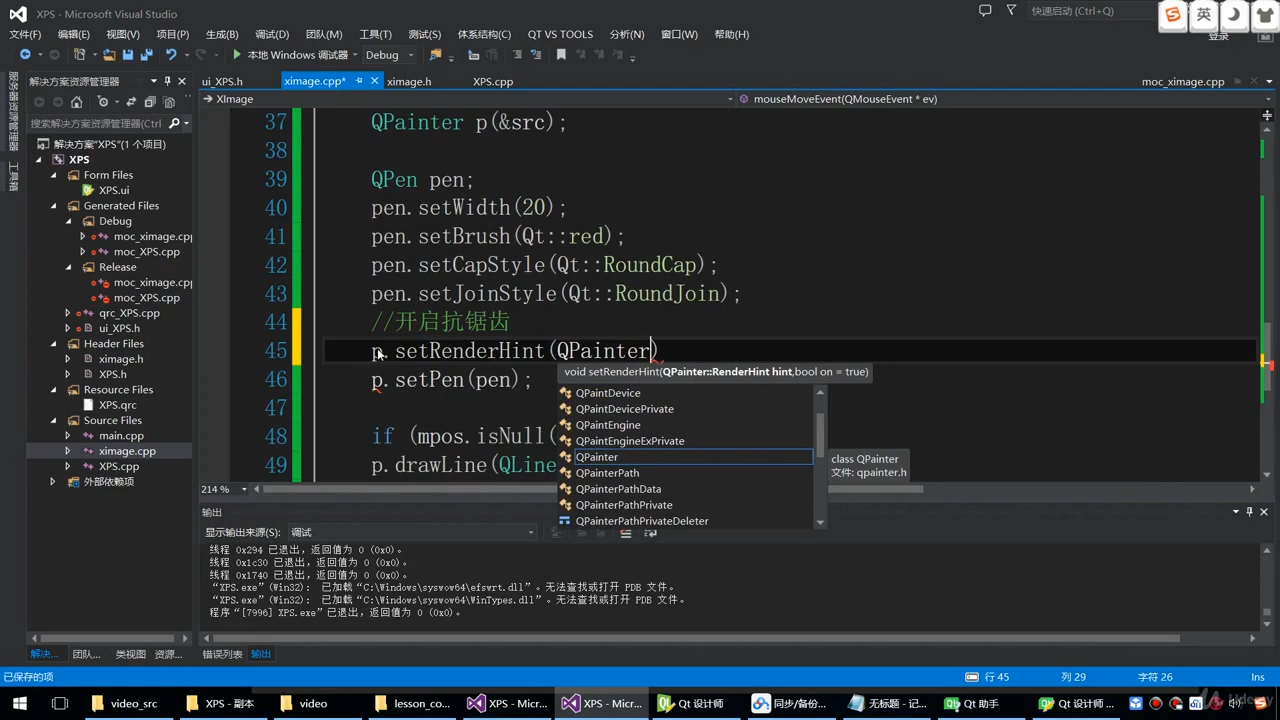 XPS - Microsoft Visual Studio
快速启动 (Ctrl+Q)
英
文件(F) 编辑(E) 视图(V) 项目(P) 生成(B) 调试(D) 团队(M) 工具(T) 测试(S) 体系结构(C) QT VS TOOLS 分析(N) 窗口(W) 帮助(H)
登录
本地 Windows 调试器 Debug
服务器资源管理器
工具箱
解决方案资源管理器
ui_XPS.h ximage.cpp* ximage.h XPS.cpp moc_ximage.cpp
XImage mouseMoveEvent(QMouseEvent * ev)
搜索解决方案资源管理器(Ctrl
解决方案"XPS"(1 个项目)
XPS
Form Files
XPS.ui
Generated Files
Debug
moc_ximage.cp
moc_XPS.cpp
Release
moc_ximage.cp
moc_XPS.cpp
qrc_XPS.cpp
ui_XPS.h
Header Files
ximage.h
XPS.h
Resource Files
XPS.qrc
Source Files
main.cpp
ximage.cpp
XPS.cpp
外部依赖项
37 QPainter p(&src);
38
39 QPen pen;
40 pen.setWidth(20);
41 pen.setBrush(Qt::red);
42 pen.setCapStyle(Qt::RoundCap);
43 pen.setJoinStyle(Qt::RoundJoin);
44 //开启抗锯齿
45 p.setRenderHint(QPainter)
void setRenderHint(QPainter::RenderHint hint,bool on = true)
46 p.setPen(pen);
47
48 if (mpos.isNull(
49 p.drawLine(QLine
QPaintDevice
QPaintDevicePrivate
QPaintEngine
QPaintEngineExPrivate
QPainter
QPainterPath
QPainterPathData
QPainterPathPrivate
QPainterPathPrivateDeleter
class QPainter
文件: qpainter.h
214 %
输出
显示输出来源(S): 调试
线程 0x294 已退出，返回值为 0 (0x0)。
线程 0x1c30 已退出，返回值为 0 (0x0)。
线程 0x1740 已退出，返回值为 0 (0x0)。
"XPS.exe"(Win32): 已加载"C:\Windows\syswow64\efswrt.dll"。无法查找或打开 PDB 文件。
"XPS.exe"(Win32): 已加载"C:\Windows\syswow64\WinTypes.dll"。无法查找或打开 PDB 文件。
程序"[7996] XPS.exe"已退出，返回值为 0 (0x0)。
解决... 团队... 类视图 资源... 错误列表 输出
已保存的项 行 45 列 29 字符 26 Ins
video_src XPS - 副本 video lesson_co... XPS - Micr... XPS - Micr... Qt 设计师 同步/备份... 无标题 - 记... Qt 助手 Qt 设计师
Udemy